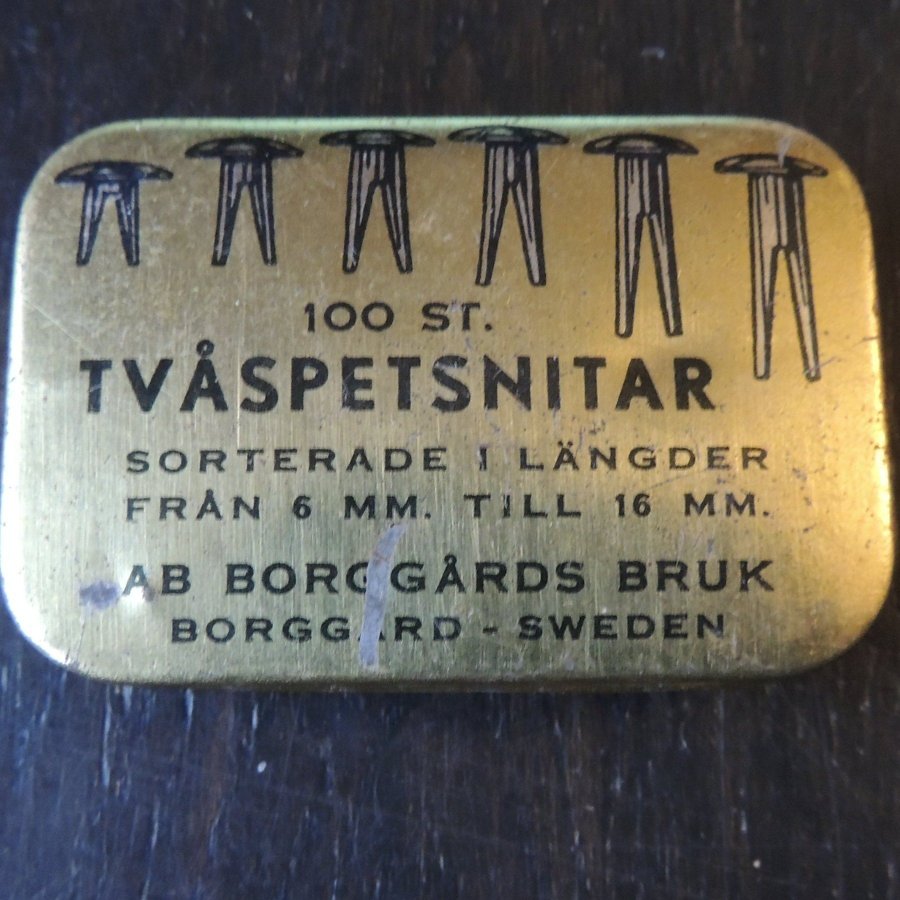 100 ST.
TVÅSPETSNITAR
SORTERADE I LÄNGDER
FRÅN 6 MM. TILL 16 MM.
AB BORGGÅRDS BRUK
BORGGÅRD - SWEDEN